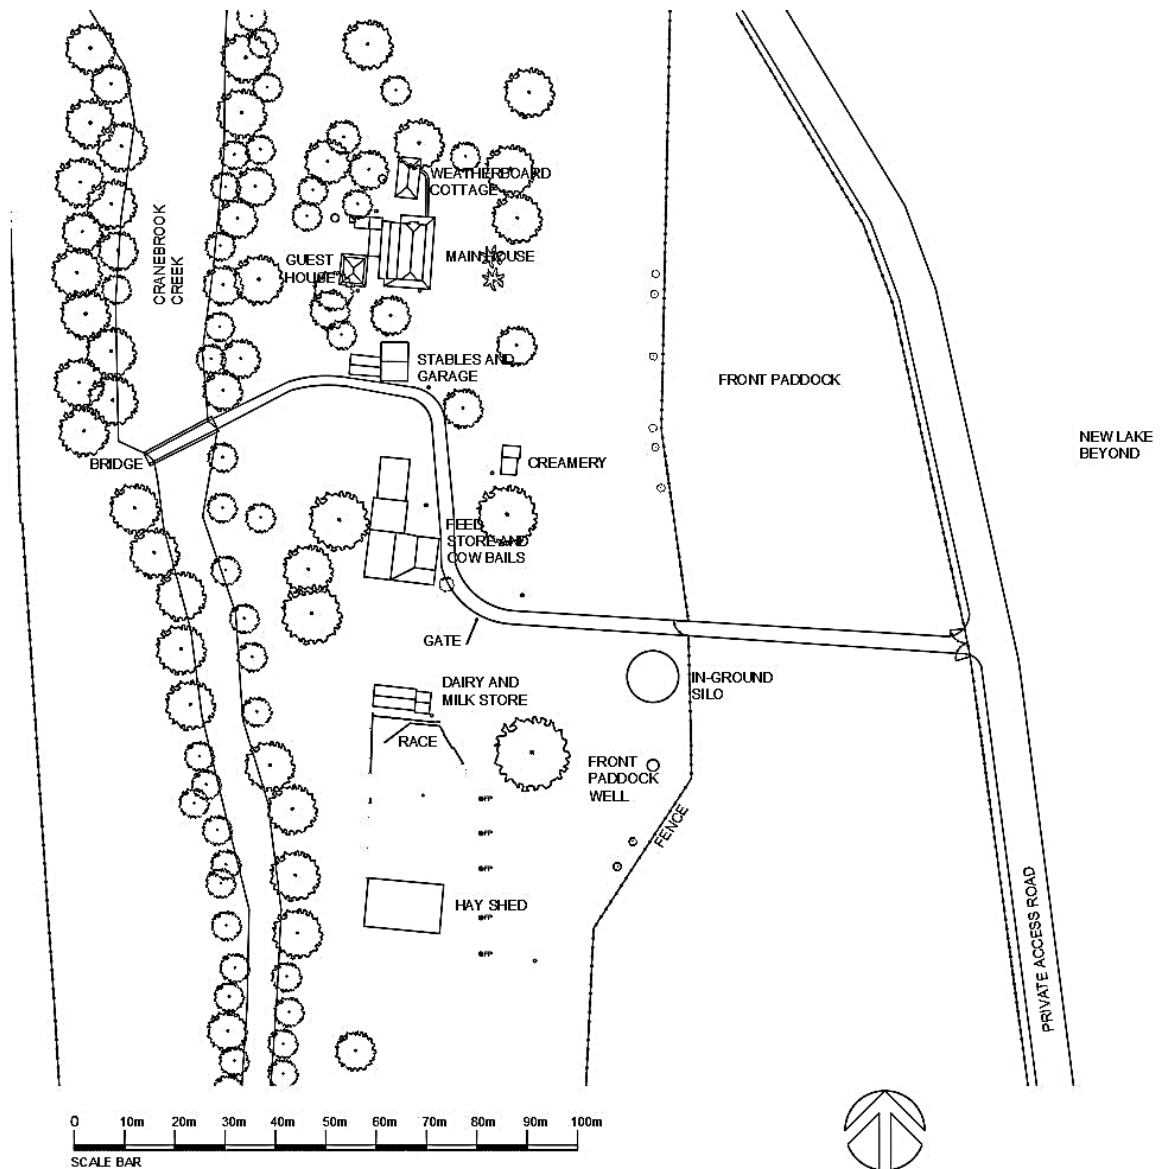 WEATHERBOARD
COTTAGE
CRANEBROOK
CREEK
GUEST
HOUSE
MAIN HOUSE
STABLES AND
GARAGE
FRONT PADDOCK
NEW LAKE
BEYOND
BRIDGE
CREAMERY
FEED
STORE AND
COW BAILS
GATE
DAIRY AND
MILK STORE
IN-GROUND
SILO
RACE
FRONT
PADDOCK
WELL
FENCE
HAY SHED
PRIVATE ACCESS ROAD
0 10m 20m 30m 40m 50m 60m 70m 80m 90m 100m
SCALE BAR